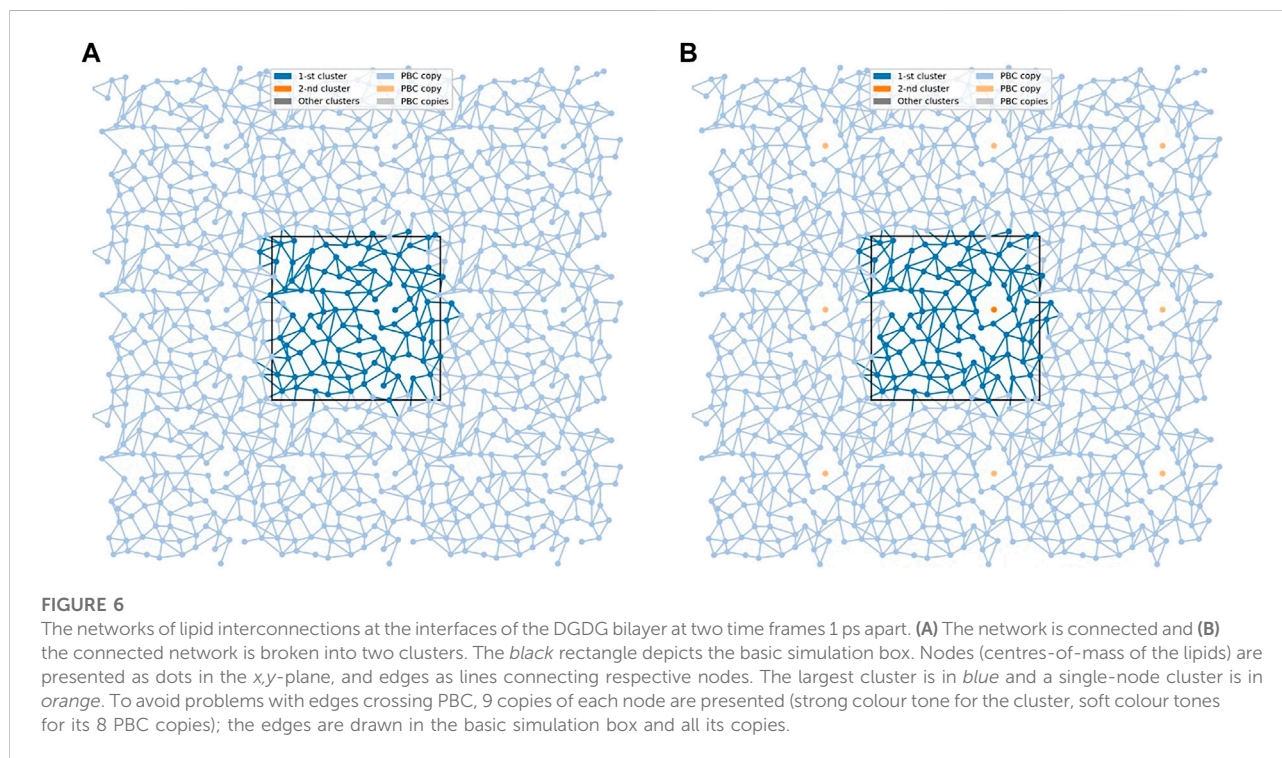 A
B
1-st cluster PBC copy
2-nd cluster PBC copy
Other clusters PBC copies
1-st cluster PBC copy
2-nd cluster PBC copy
Other clusters PBC copies
FIGURE 6
The networks of lipid interconnections at the interfaces of the DGDG bilayer at two time frames 1 ps apart. (A) The network is connected and (B)
the connected network is broken into two clusters. The black rectangle depicts the basic simulation box. Nodes (centres-of-mass of the lipids) are
presented as dots in the x,y-plane, and edges as lines connecting respective nodes. The largest cluster is in blue and a single-node cluster is in
orange. To avoid problems with edges crossing PBC, 9 copies of each node are presented (strong colour tone for the cluster, soft colour tones
for its 8 PBC copies); the edges are drawn in the basic simulation box and all its copies.